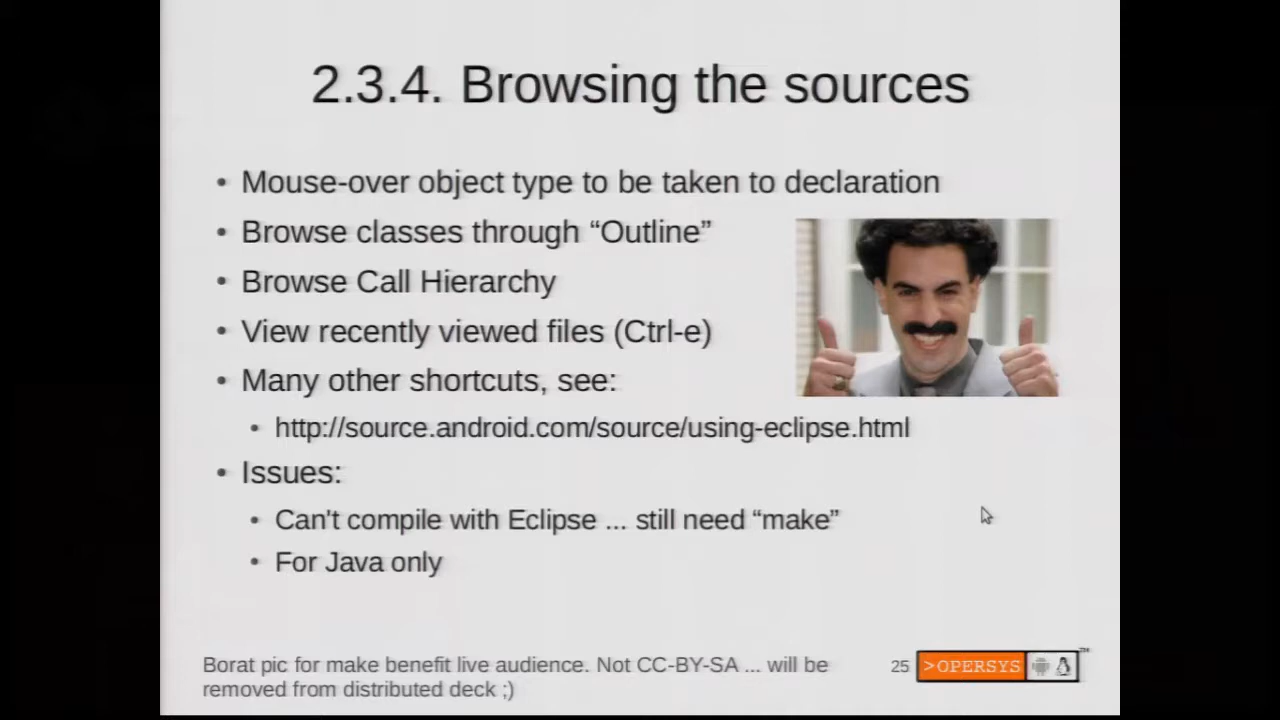 2.3.4. Browsing the sources
• Mouse-over object type to be taken to declaration
• Browse classes through “Outline”
• Browse Call Hierarchy
• View recently viewed files (Ctrl-e)
• Many other shortcuts, see:
• http://source.android.com/source/using-eclipse.html
• Issues:
• Can't compile with Eclipse ... still need “make”
• For Java only
Borat pic for make benefit live audience. Not CC-BY-SA ... will be
removed from distributed deck ;)
25
>OPERSYS
™